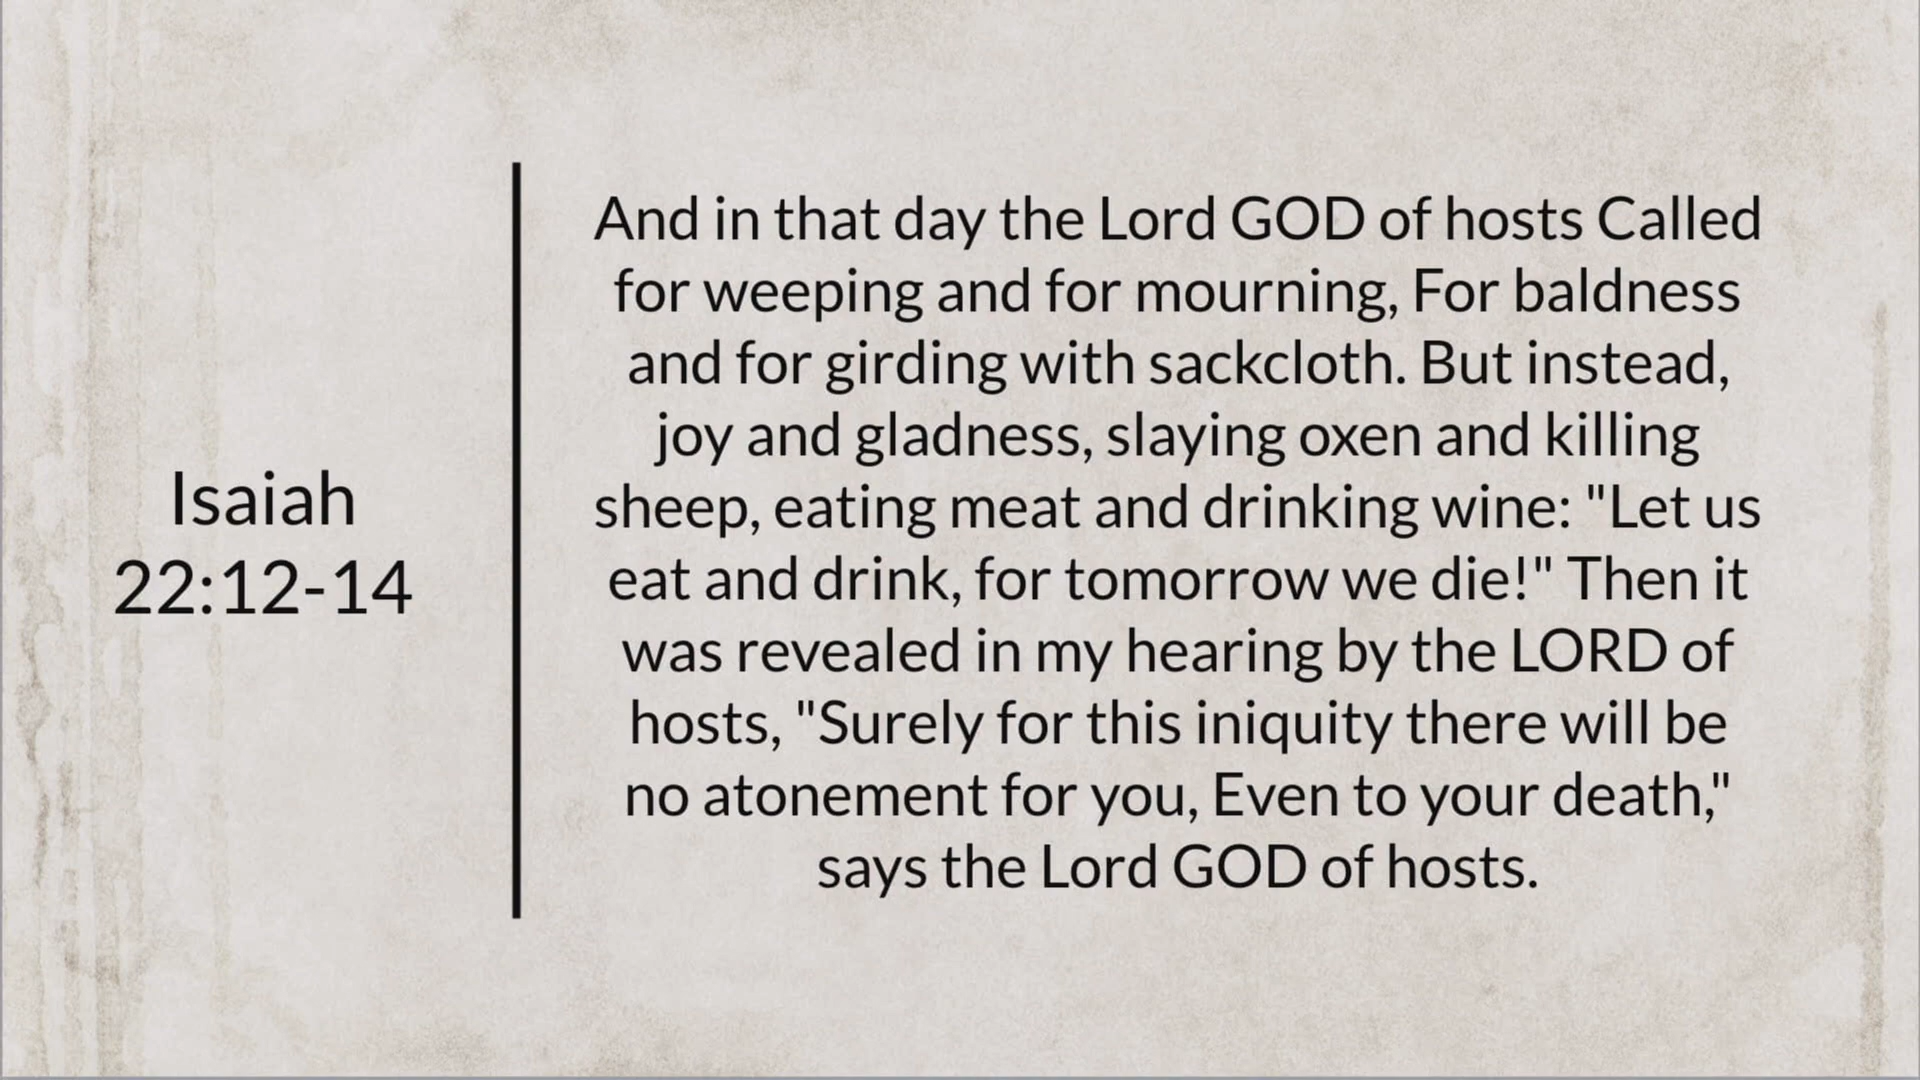 Isaiah
22:12-14
And in that day the Lord GOD of hosts Called
for weeping and for mourning, For baldness
and for girding with sackcloth. But instead,
joy and gladness, slaying oxen and killing
sheep, eating meat and drinking wine: "Let us
eat and drink, for tomorrow we die!" Then it
was revealed in my hearing by the LORD of
hosts, "Surely for this iniquity there will be
no atonement for you, Even to your death,"
says the Lord GOD of hosts.